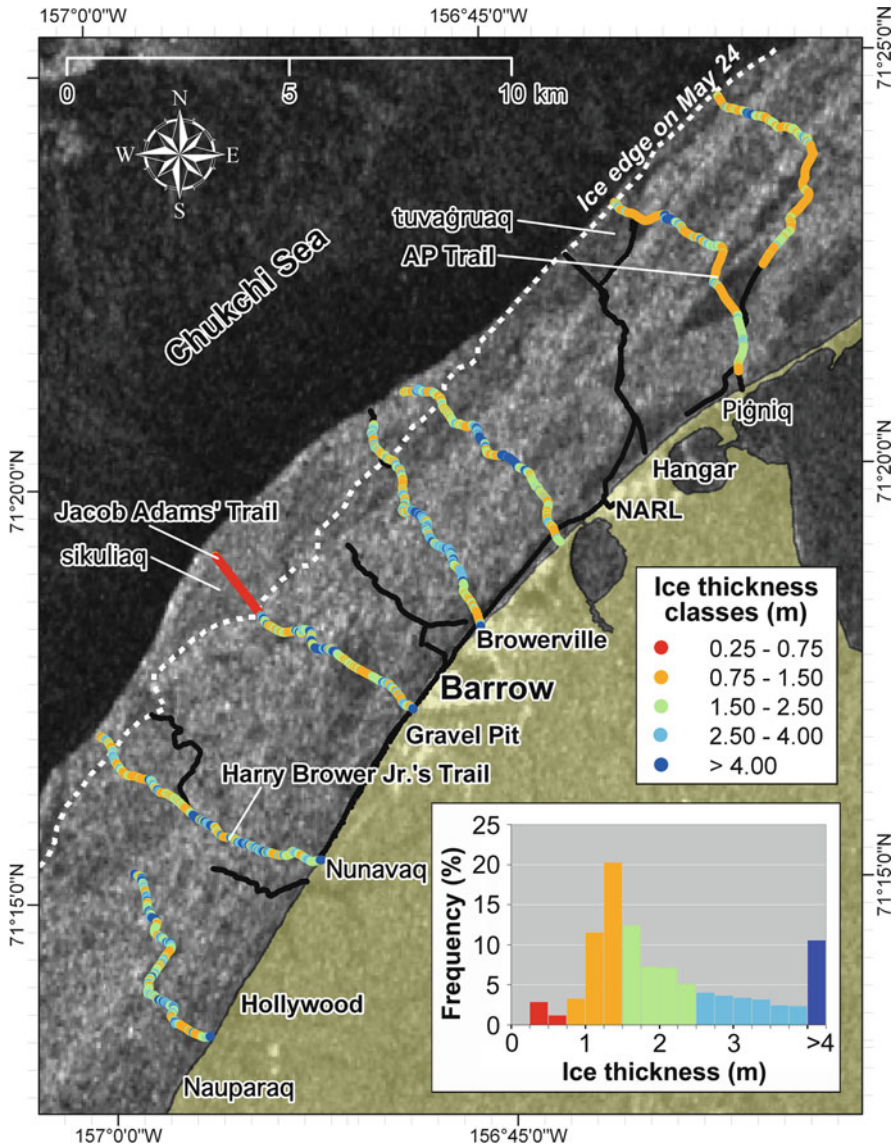 157°0'0"W
156°45'0"W
71°25'0"N
0
5
10 km
N
W
E
S
Ice edge on May 24
tuvaġruaq
AP Trail
Chukchi Sea
Piġniq
Hangar
71°20'0"N
71°20'0"N
NARL
Jacob Adams' Trail
sikuliaq
Ice thickness
classes (m)
0.25 - 0.75
0.75 - 1.50
1.50 - 2.50
2.50 - 4.00
> 4.00
Browerville
Barrow
Gravel Pit
Harry Brower Jr.'s Trail
Nunavaq
71°15'0"N
71°15'0"N
Hollywood
Nauparaq
Frequency (%)
25
20
15
10
5
0
0
1
2
3
>4
Ice thickness (m)
157°0'0"W
156°45'0"W